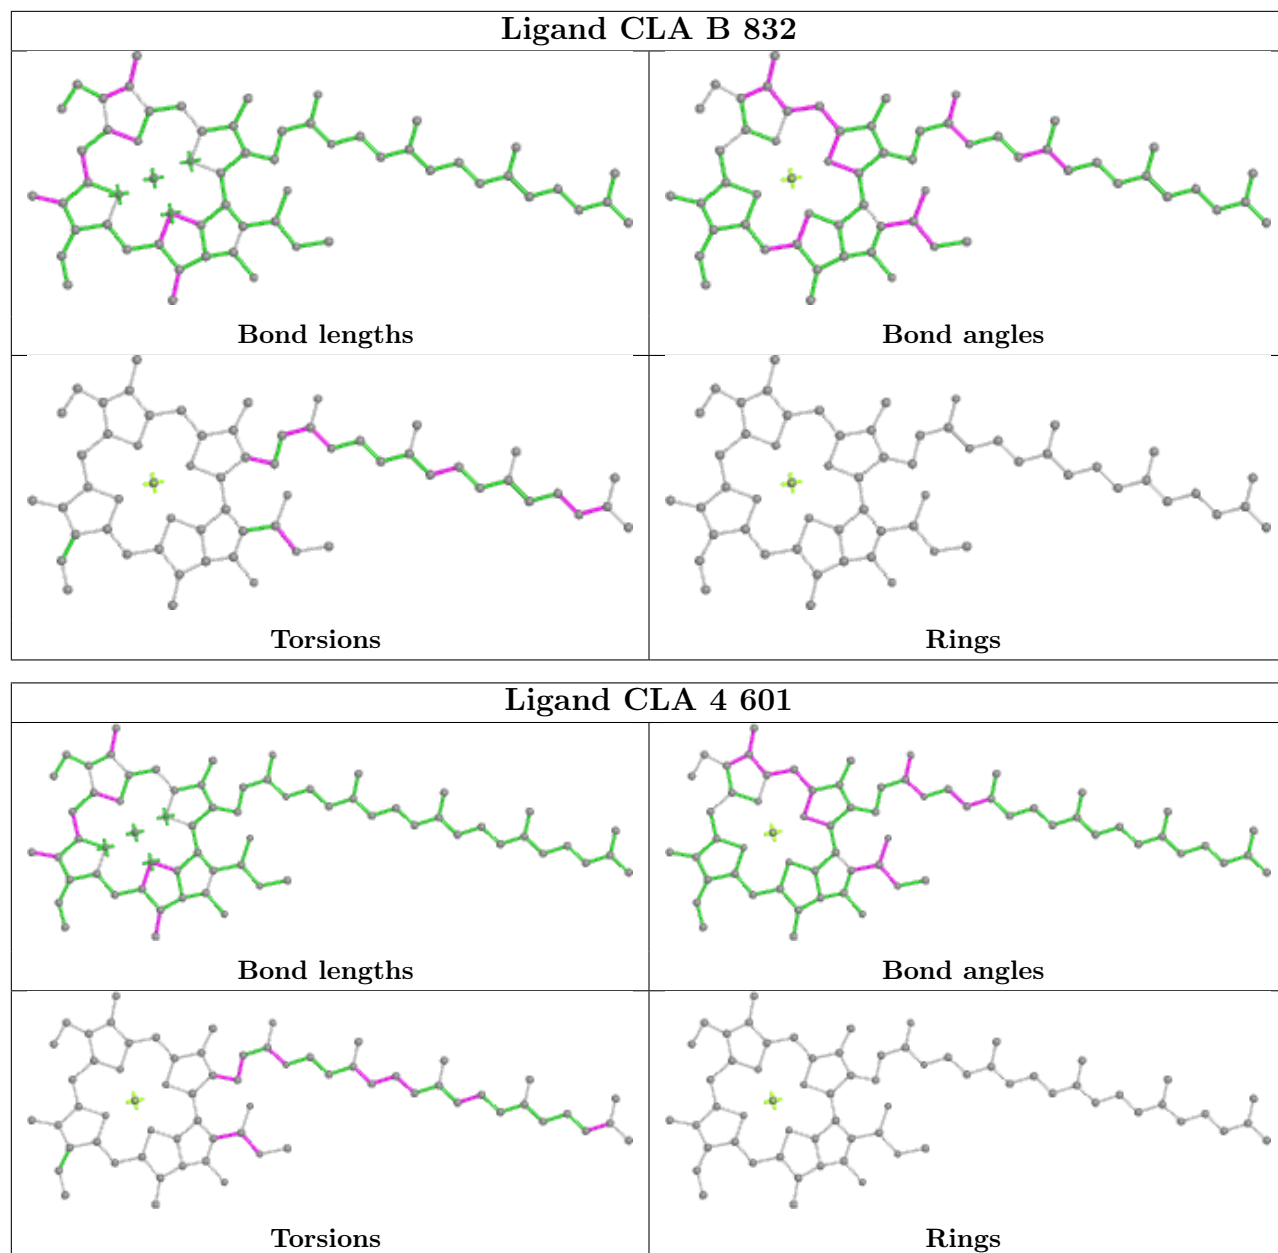 Ligand CLA B 832
Bond lengths
Bond angles
Torsions
Rings
Ligand CLA 4 601
Bond lengths
Bond angles
Torsions
Rings